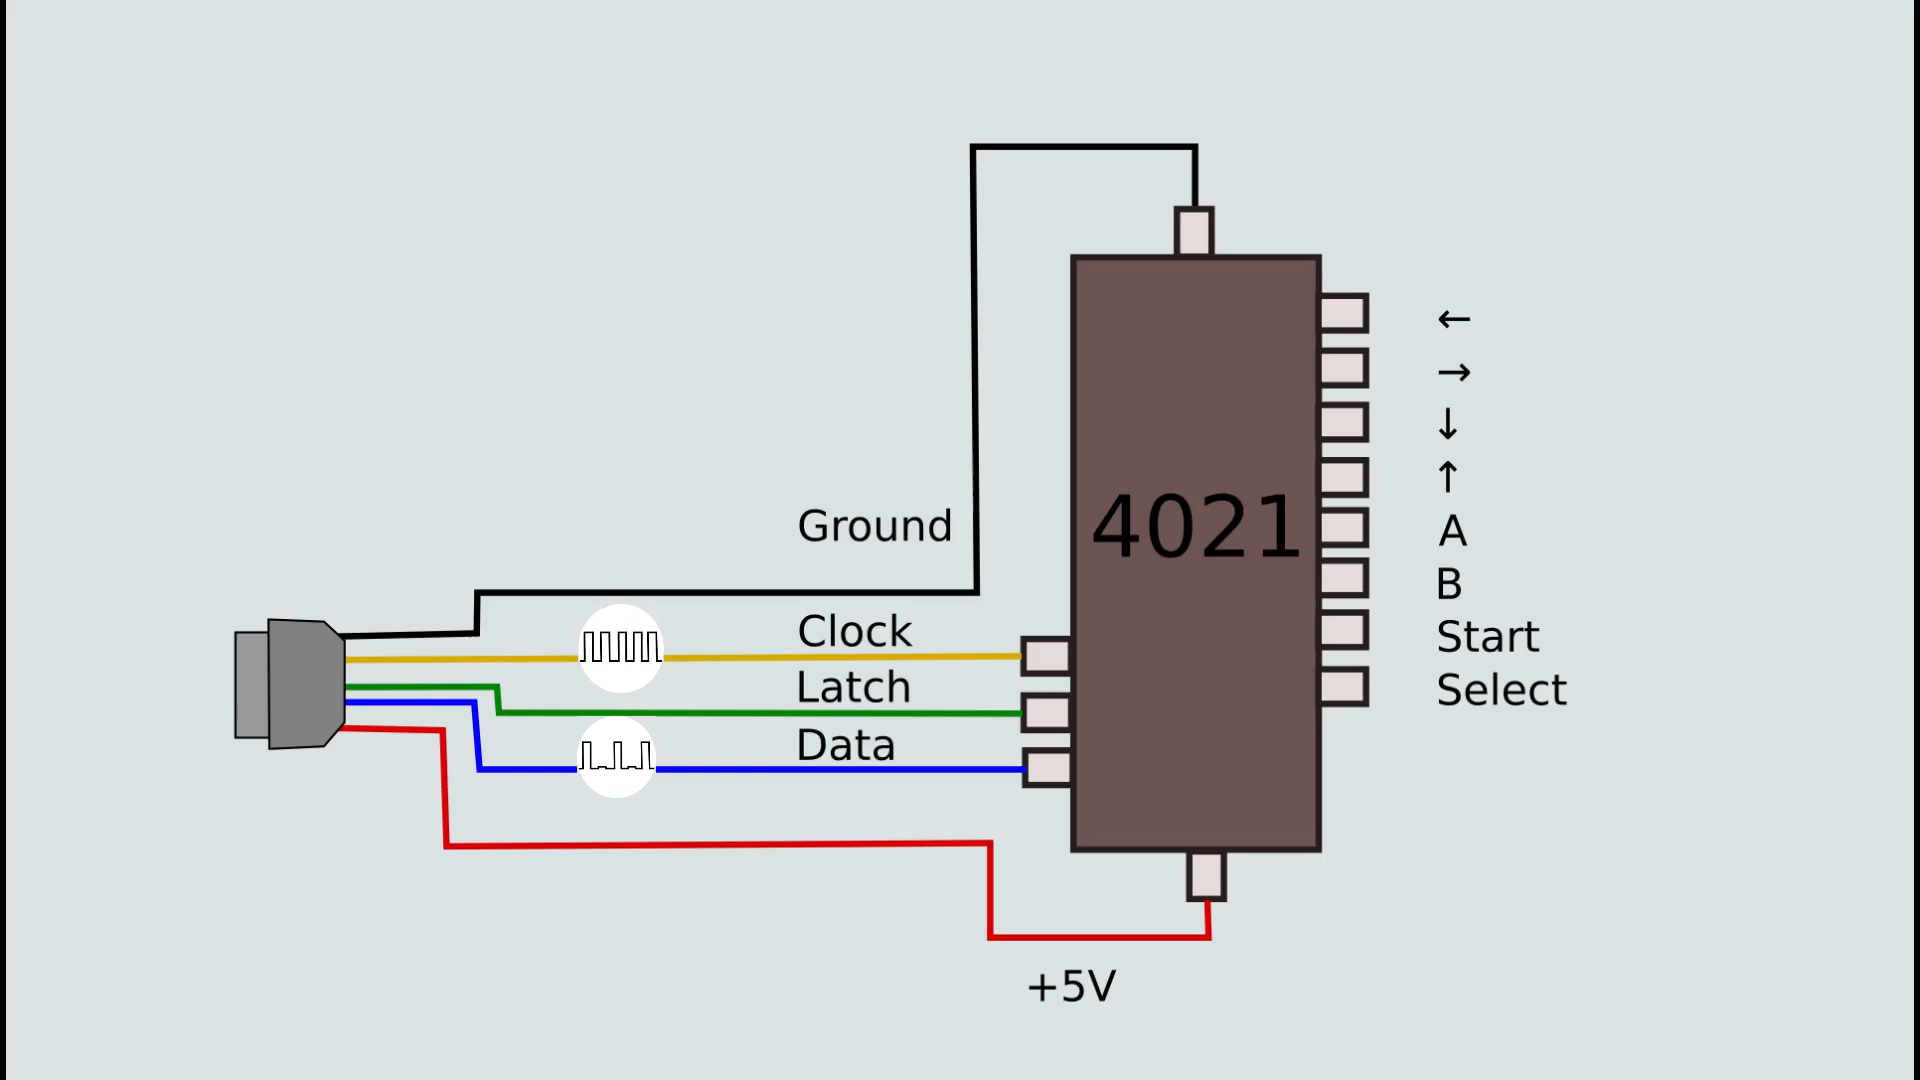 ←
→
↓
↑
Ground
4021
A
B
Clock
Start
Latch
Select
Data
+5V